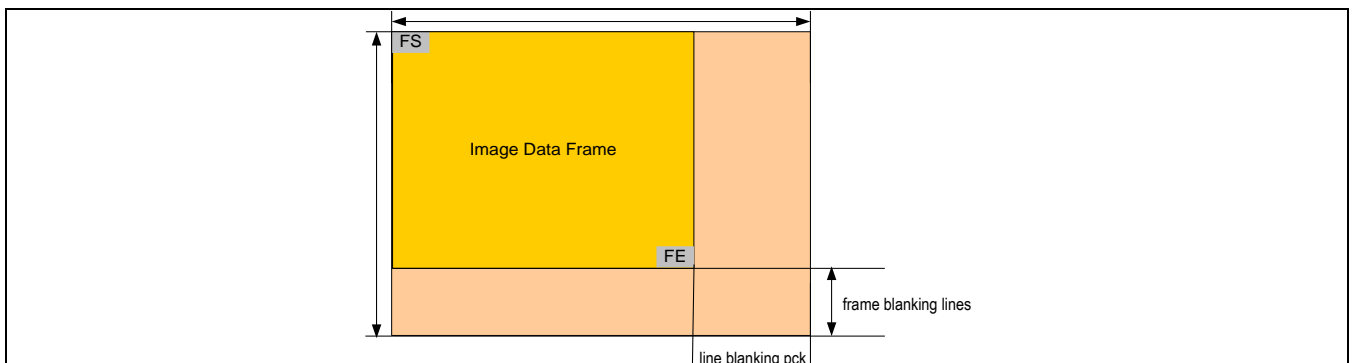 FS
Image Data Frame
FE
frame blanking lines
line blanking pck